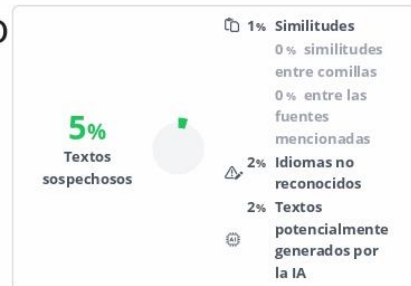 5%
Textos
sospechosos
1% Similitudes
0% similitudes
entre comillas
0% entre las
fuentes
mencionadas
2% Idiomas no
reconocidos
2% Textos
potencialmente
generados por
la IA